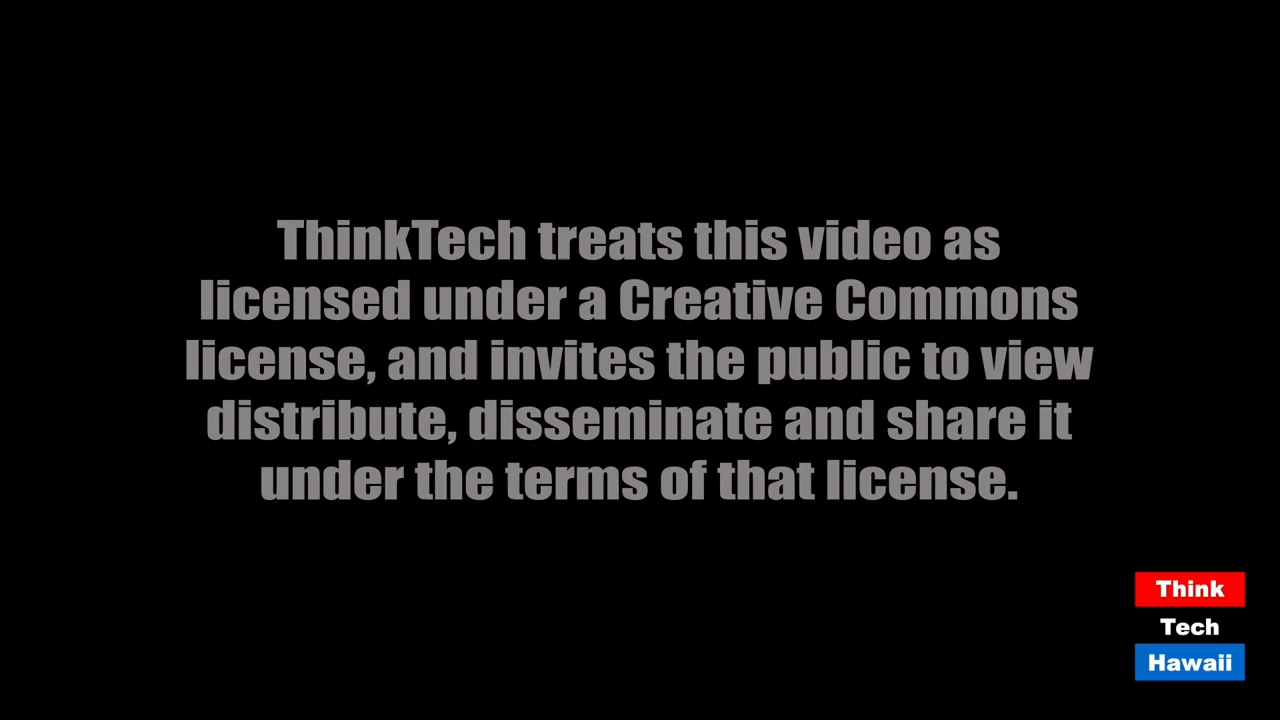 ThinkTech treats this video as
licensed under a Creative Commons
license, and invites the public to view
distribute, disseminate and share it
under the terms of that license.
Think
Tech
Hawaii